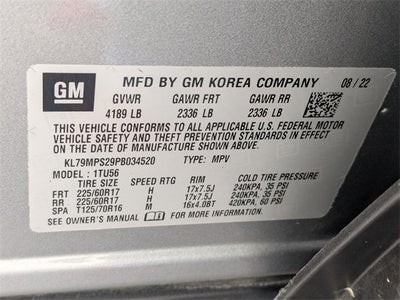 GM
MFD BY GM KOREA COMPANY 08/22
GVWR GAWR FRT GAWR RR
4189 LB 2336 LB 2336 LB
THIS VEHICLE CONFORMS TO ALL APPLICABLE U.S. FEDERAL MOTOR
VEHICLE SAFETY AND THEFT PREVENTION STANDARDS IN EFFECT ON
THE DATE OF MANUFACTURE SHOWN ABOVE.
KL79MPS29PB034520 TYPE: MPV
MODEL: 1TU56
TIRE SIZE SPEED RTG RIM COLD TIRE PRESSURE
FRT 225/60R17 H 17x7.5J 240KPA, 35 PSI
RR 225/60R17 H 17x7.5J 240KPA, 35 PSI
SPA T125/70R16 M 16x4.0BT 420KPA, 60 PSI
SEE OWNER'S MANUAL FOR MORE INFORMATION.